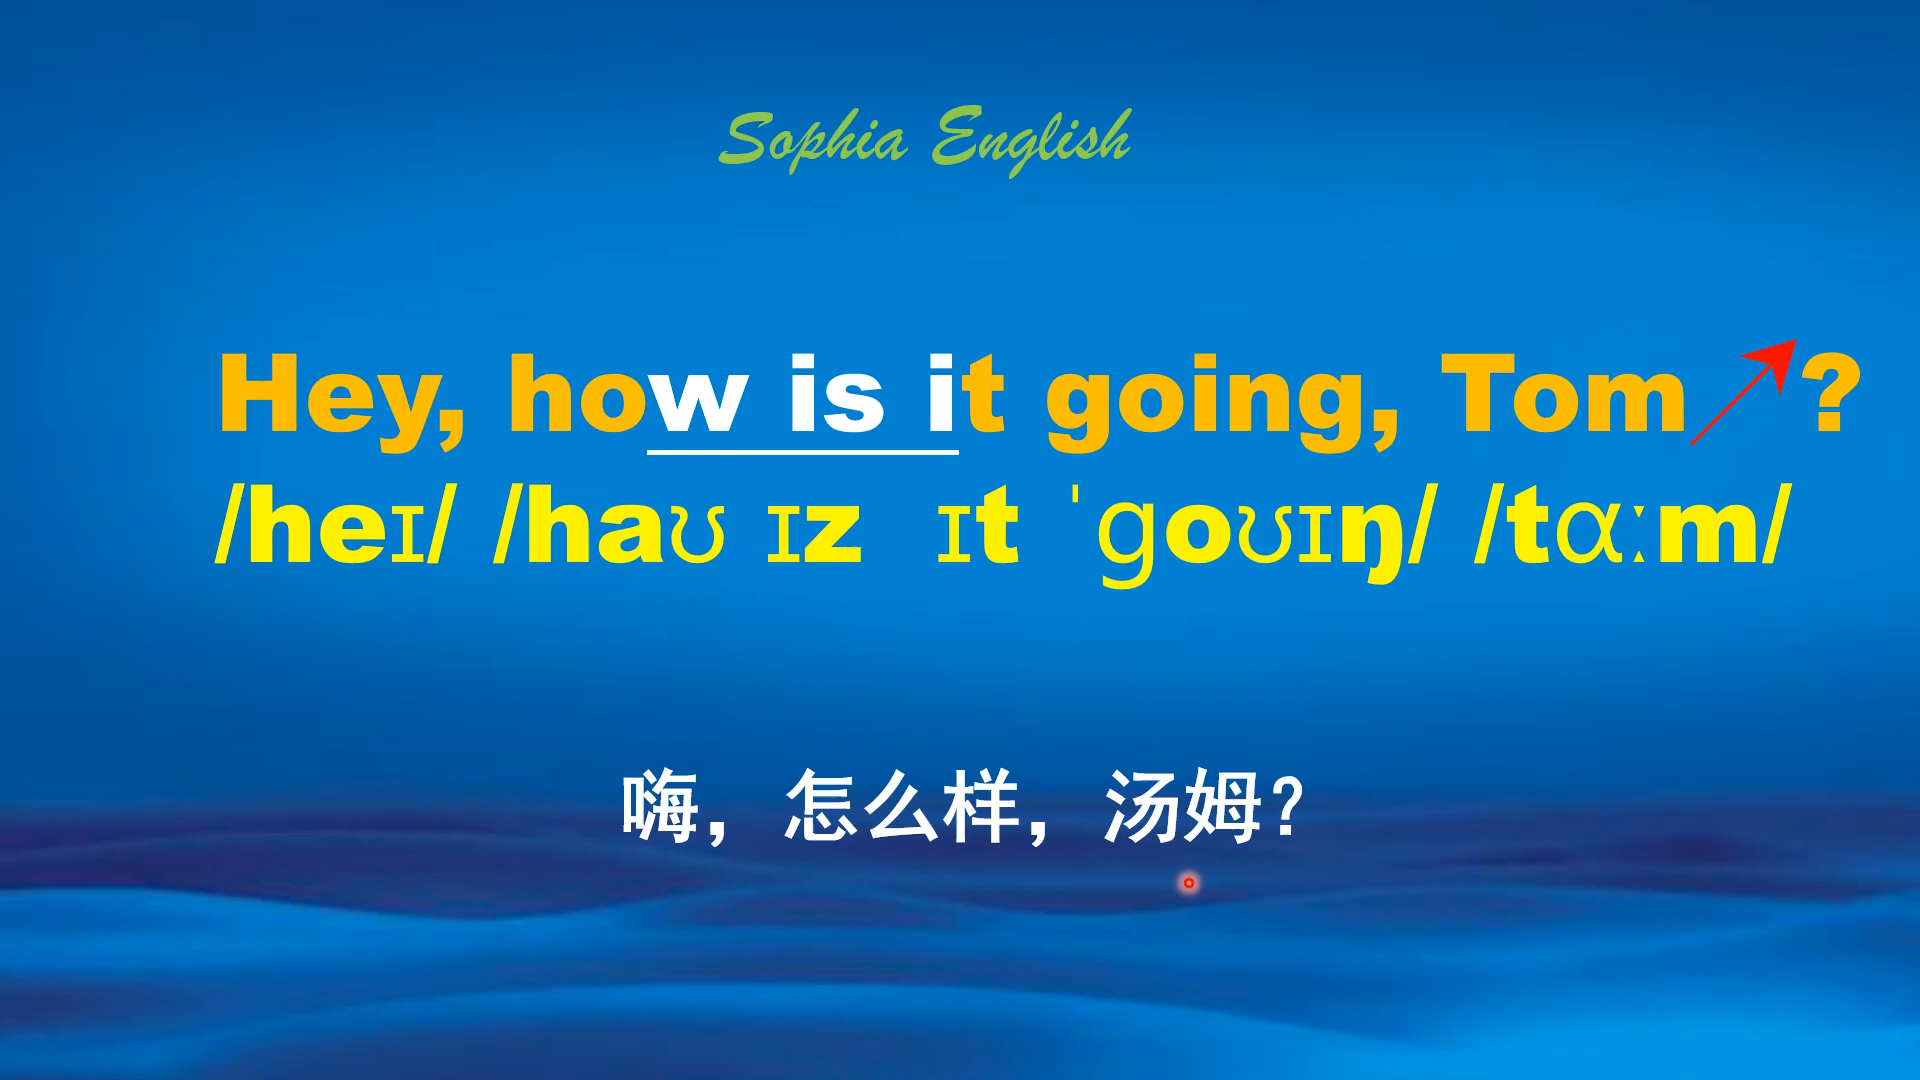 Sophia English
Hey, how is it going, Tom↗?
/heɪ/ /haʊ ɪz ɪt ˈɡoʊɪŋ/ /tɑːm/
嗨，怎么样，汤姆？